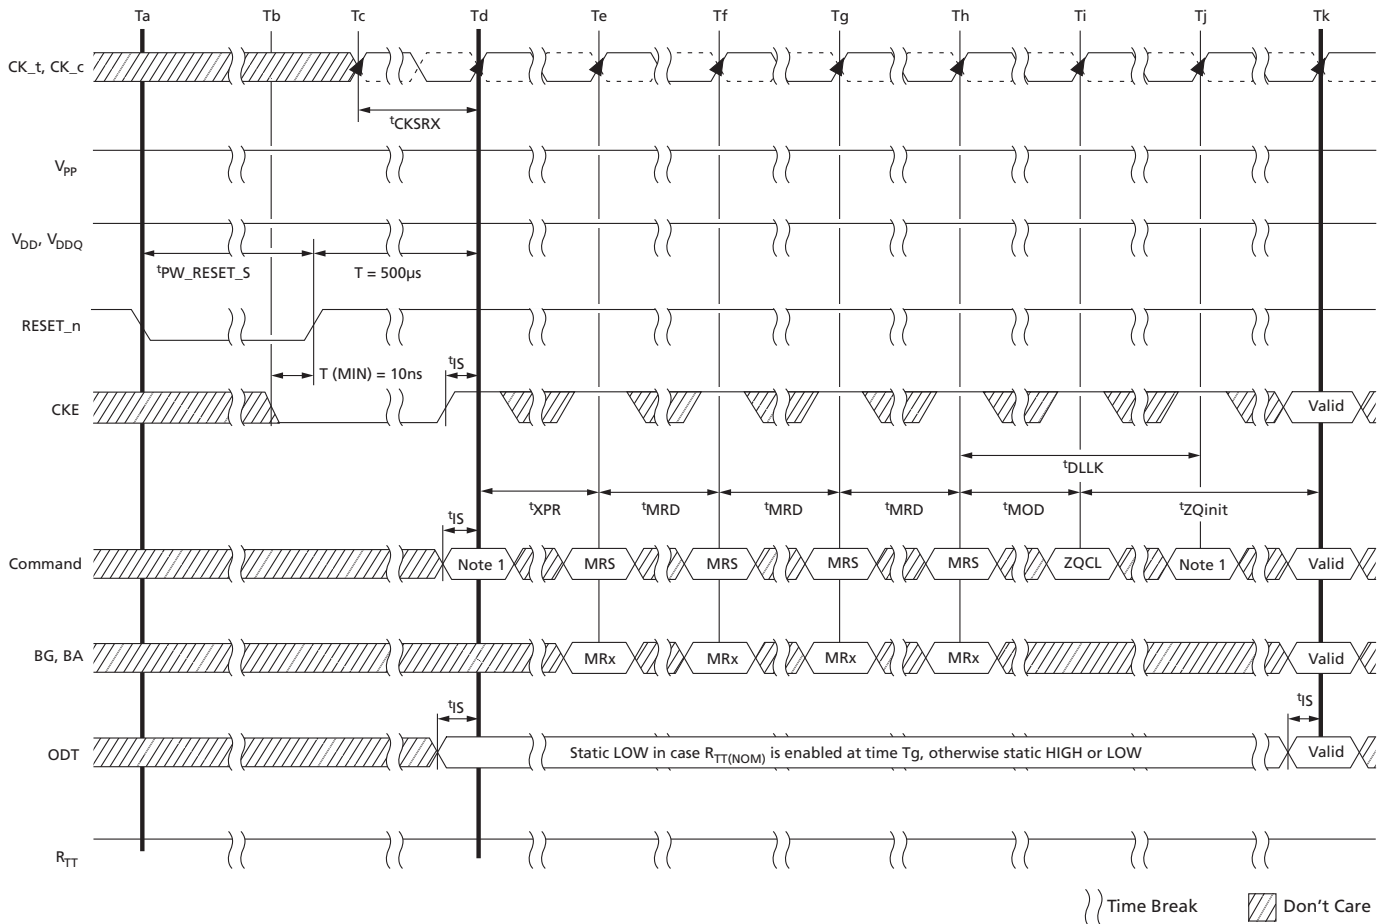 Ta Tb Tc Td Te Tf Tg Th Ti Tj Tk
CK_t, CK_c
tCKSRX
VPP
VDD, VDDQ
tPW_RESET_S T = 500µs
RESET_n
T (MIN) = 10ns tIS
CKE Valid
tDLLK
tXPR tMRD tMRD tMRD tMOD tZQinit
tIS
Command Note 1 MRS MRS MRS MRS ZQCL Note 1 Valid
BG, BA MRx MRx MRx MRx Valid
tIS tIS
ODT Static LOW in case RTT(NOM) is enabled at time Tg, otherwise static HIGH or LOW Valid
RTT
Time Break Don't Care